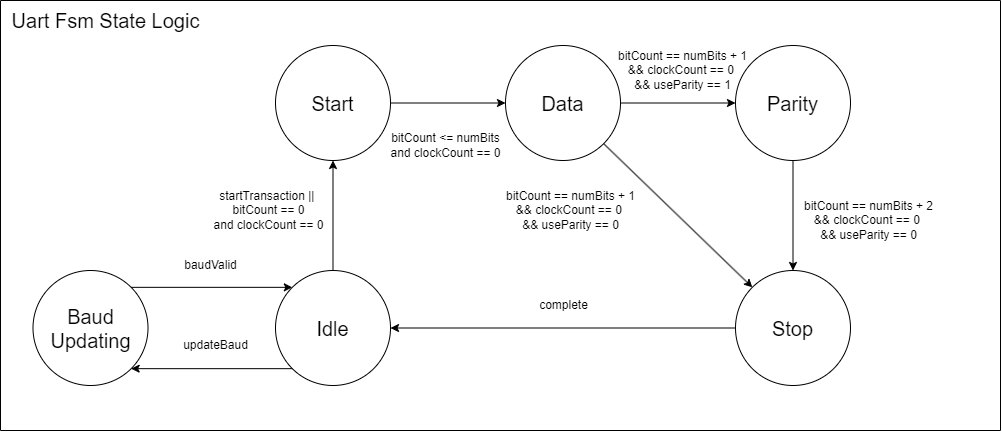 Uart Fsm State Logic
Start
Data
Parity
bitCount == numBits + 1
&& clockCount == 0
&& useParity == 1
bitCount <= numBits
and clockCount == 0
startTransaction ||
bitCount == 0
and clockCount == 0
bitCount == numBits + 1
&& clockCount == 0
&& useParity == 0
bitCount == numBits + 2
&& clockCount == 0
&& useParity == 0
baudValid
Baud
Updating
updateBaud
Idle
complete
Stop